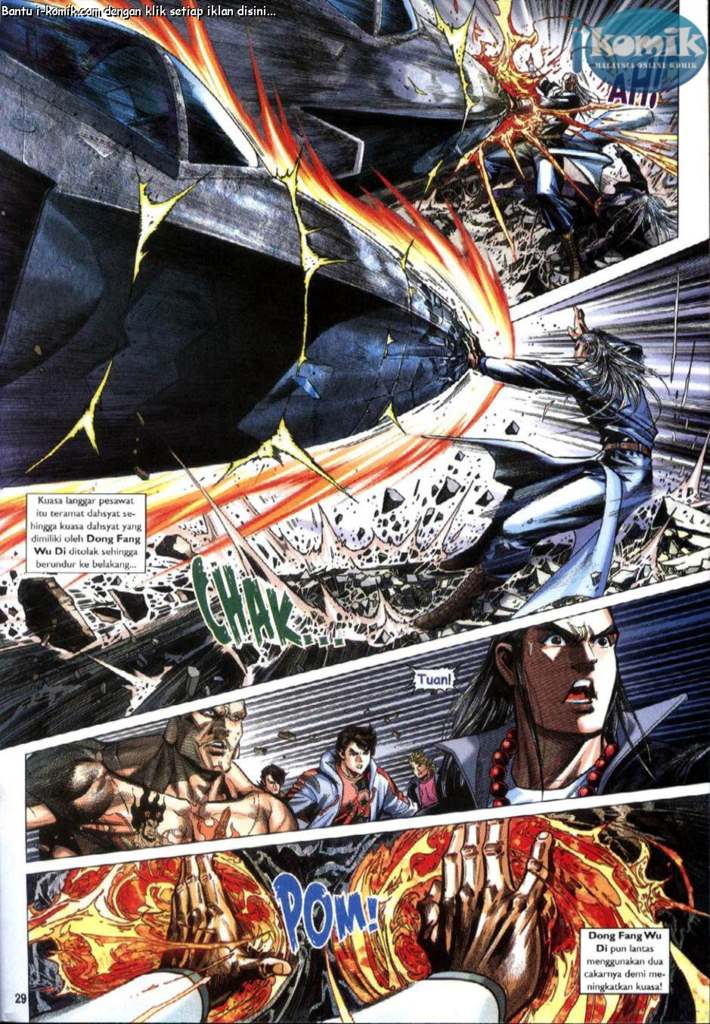 Bantu i-komik.com dengan klik setiap iklan disini...
komik
MALAYSIA ONLINE KOMIK
AH!
Kuasa langgar pesawat
itu teramat dahsyat se-
hingga kuasa dahsyat yang
dimiliki oleh Dong Fang
Wu Di ditolak sehingga
berundur ke belakang...
CHAK...
Tuan!
POM!
Dong Fang Wu
Di pun lantas
menggunakan dua
cakarnya demi me-
ningkatkan kuasa!
29